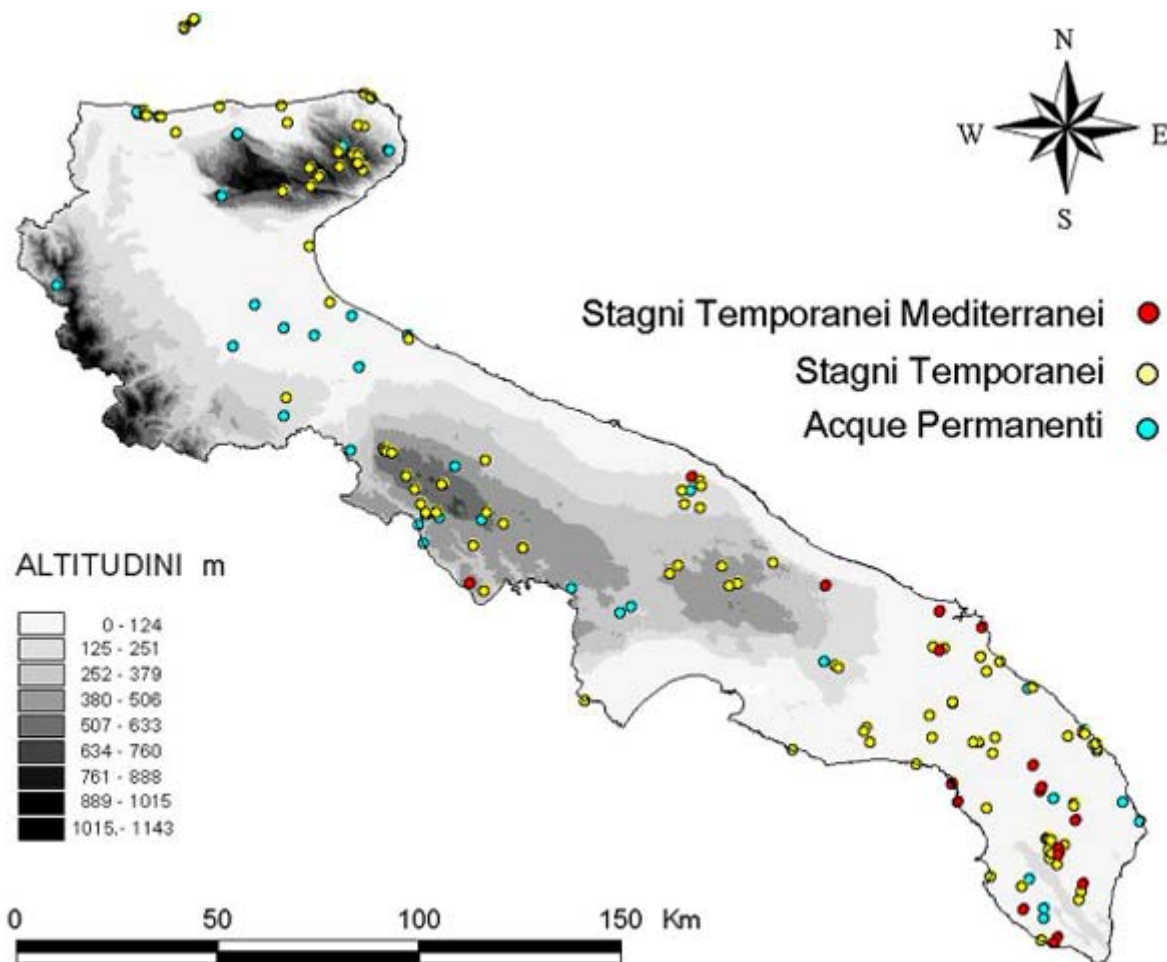 N
W E
S
Stagni Temporanei Mediterranei
Stagni Temporanei
Acque Permanenti
ALTITUDINI m
0 - 124
125 - 251
252 - 379
380 - 506
507 - 633
634 - 760
761 - 888
889 - 1015
1015.- 1143
0 50 100 150 Km